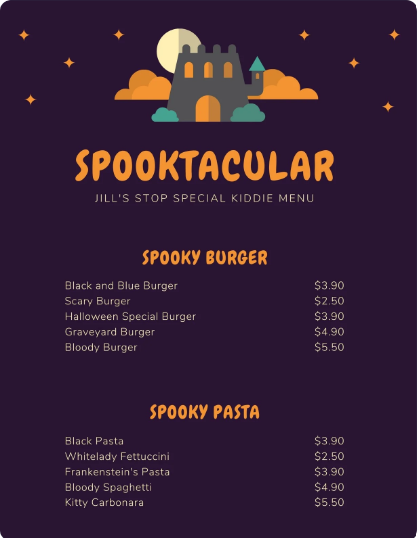 SPOOKTACULAR
JILL'S STOP SPECIAL KIDDIE MENU
SPOOKY BURGER
Black and Blue Burger $3.90
Scary Burger $2.50
Halloween Special Burger $3.90
Graveyard Burger $4.90
Bloody Burger $5.50
SPOOKY PASTA
Black Pasta $3.90
Whitelady Fettuccini $2.50
Frankenstein's Pasta $3.90
Bloody Spaghetti $4.90
Kitty Carbonara $5.50